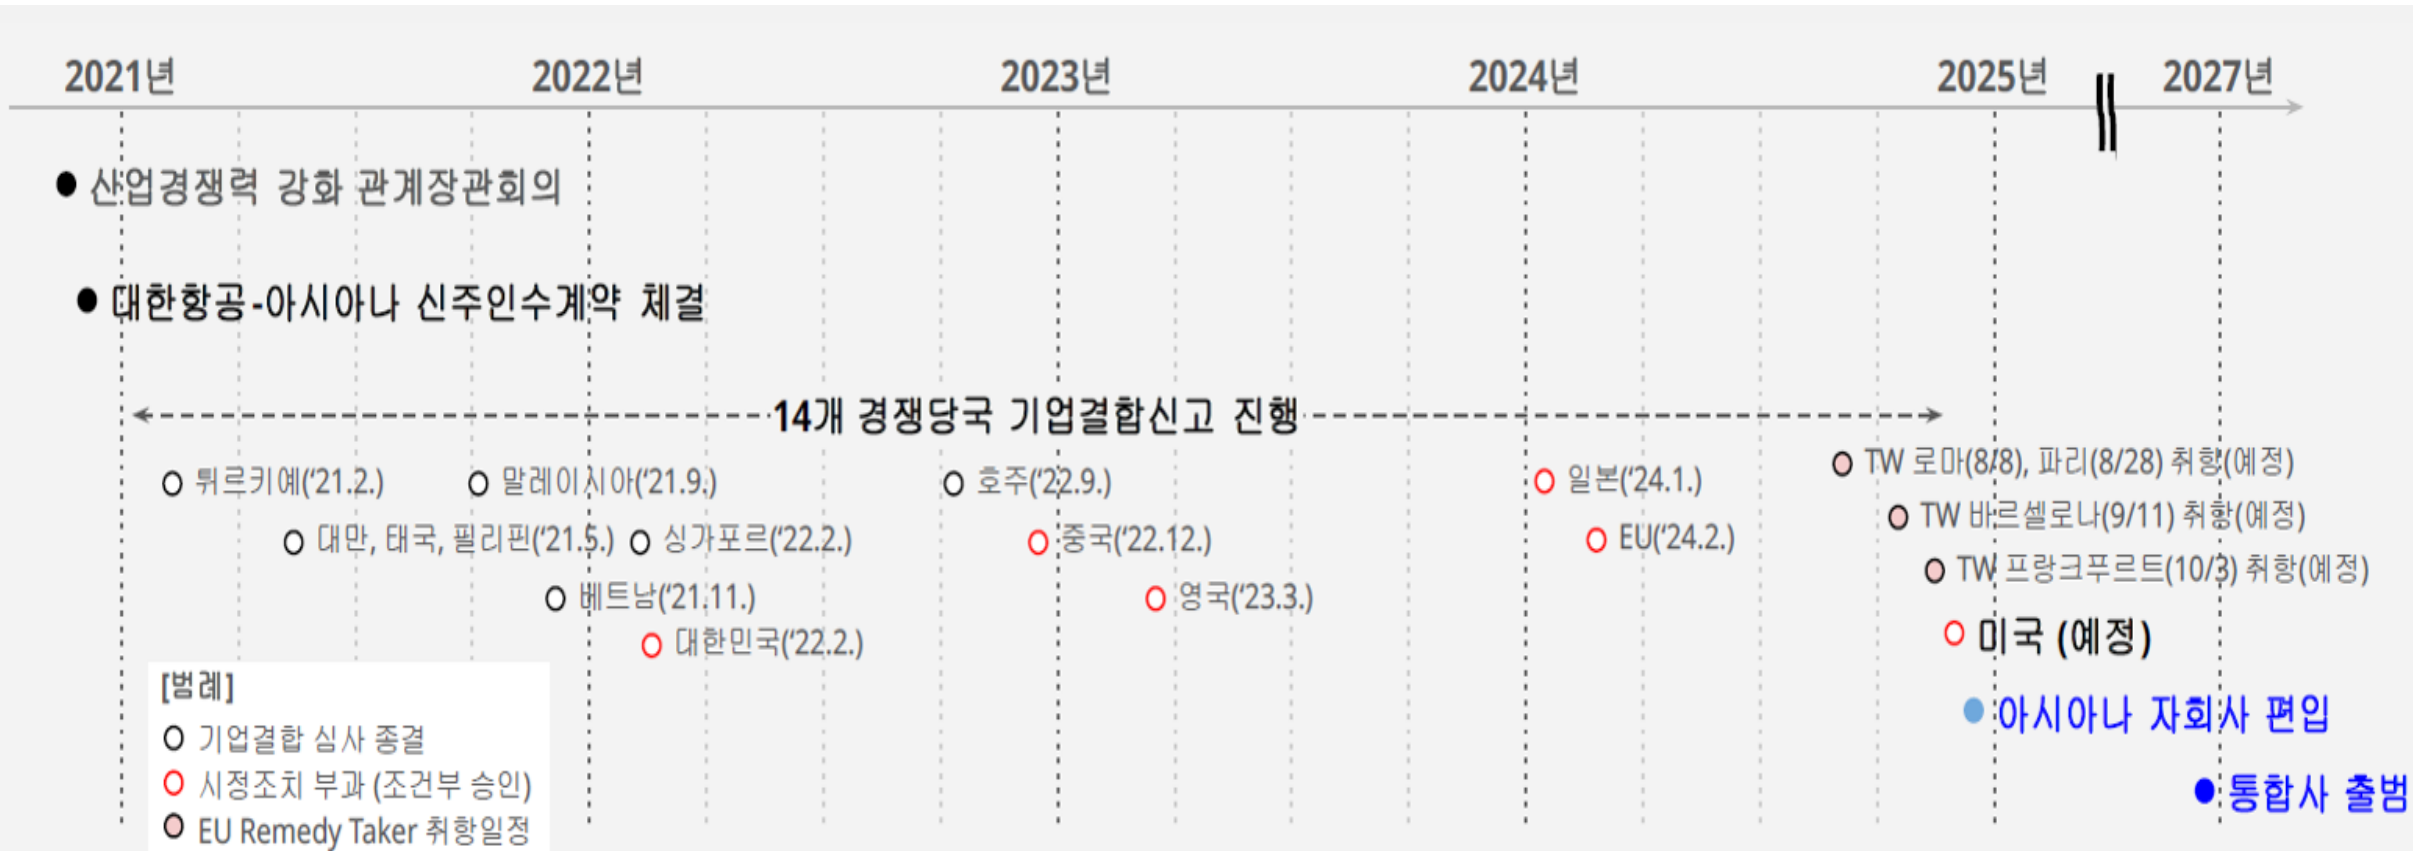 2021년 2022년 2023년 2024년 2025년 2027년
● 산업경쟁력 강화 관계장관회의
● 대한항공-아시아나 신주인수계약 체결
14개 경쟁당국 기업결합신고 진행
튀르키예(‘21.2.) 말레이시아(‘21.9.) 호주(‘22.9.) 일본(‘24.1.) TW 로마(8/8), 파리(8/28) 취항(예정)
대만, 태국, 필리핀(‘21.5.) 싱가포르(‘22.2.) 중국(‘22.12.) EU(‘24.2.) TW 바르셀로나(9/11) 취항(예정)
베트남(‘21.11.) 영국(‘23.3.) TW 프랑크푸르트(10/3) 취항(예정)
대한민국(‘22.2.) 미국 (예정)
아시아나 자회사 편입
통합사 출범
[범례]
기업결합 심사 종결
시정조치 부과 (조건부 승인)
EU Remedy Taker 취항일정